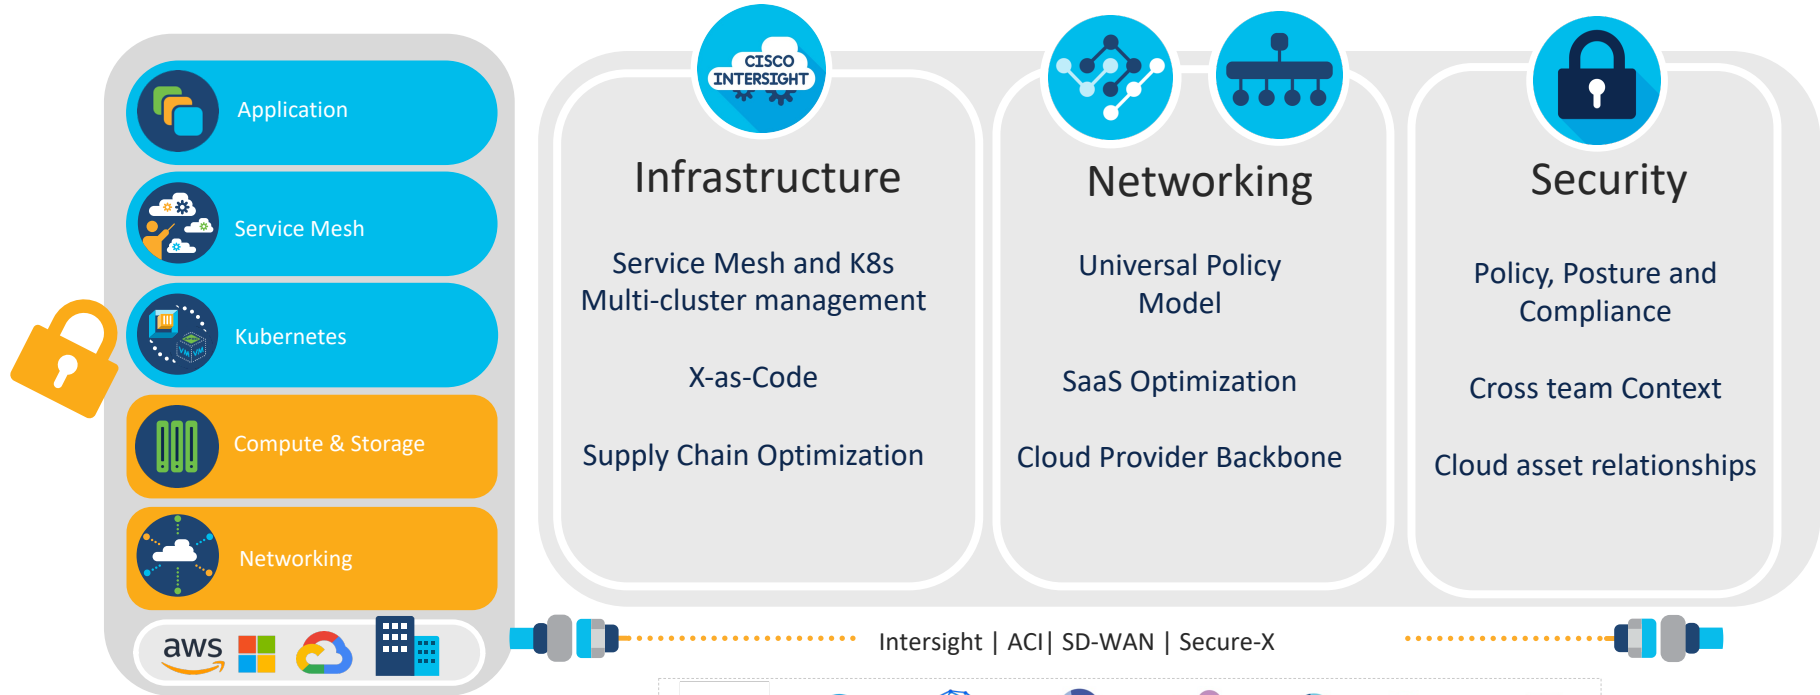 Application
Service Mesh
Kubernetes
Compute & Storage
Networking
aws
CISCO
INTERSIGHT
Infrastructure
Service Mesh and K8s
Multi-cluster management
X-as-Code
Supply Chain Optimization
Networking
Universal Policy
Model
SaaS Optimization
Cloud Provider Backbone
Security
Policy, Posture and
Compliance
Cross team Context
Cloud asset relationships
Intersight | ACI| SD-WAN | Secure-X